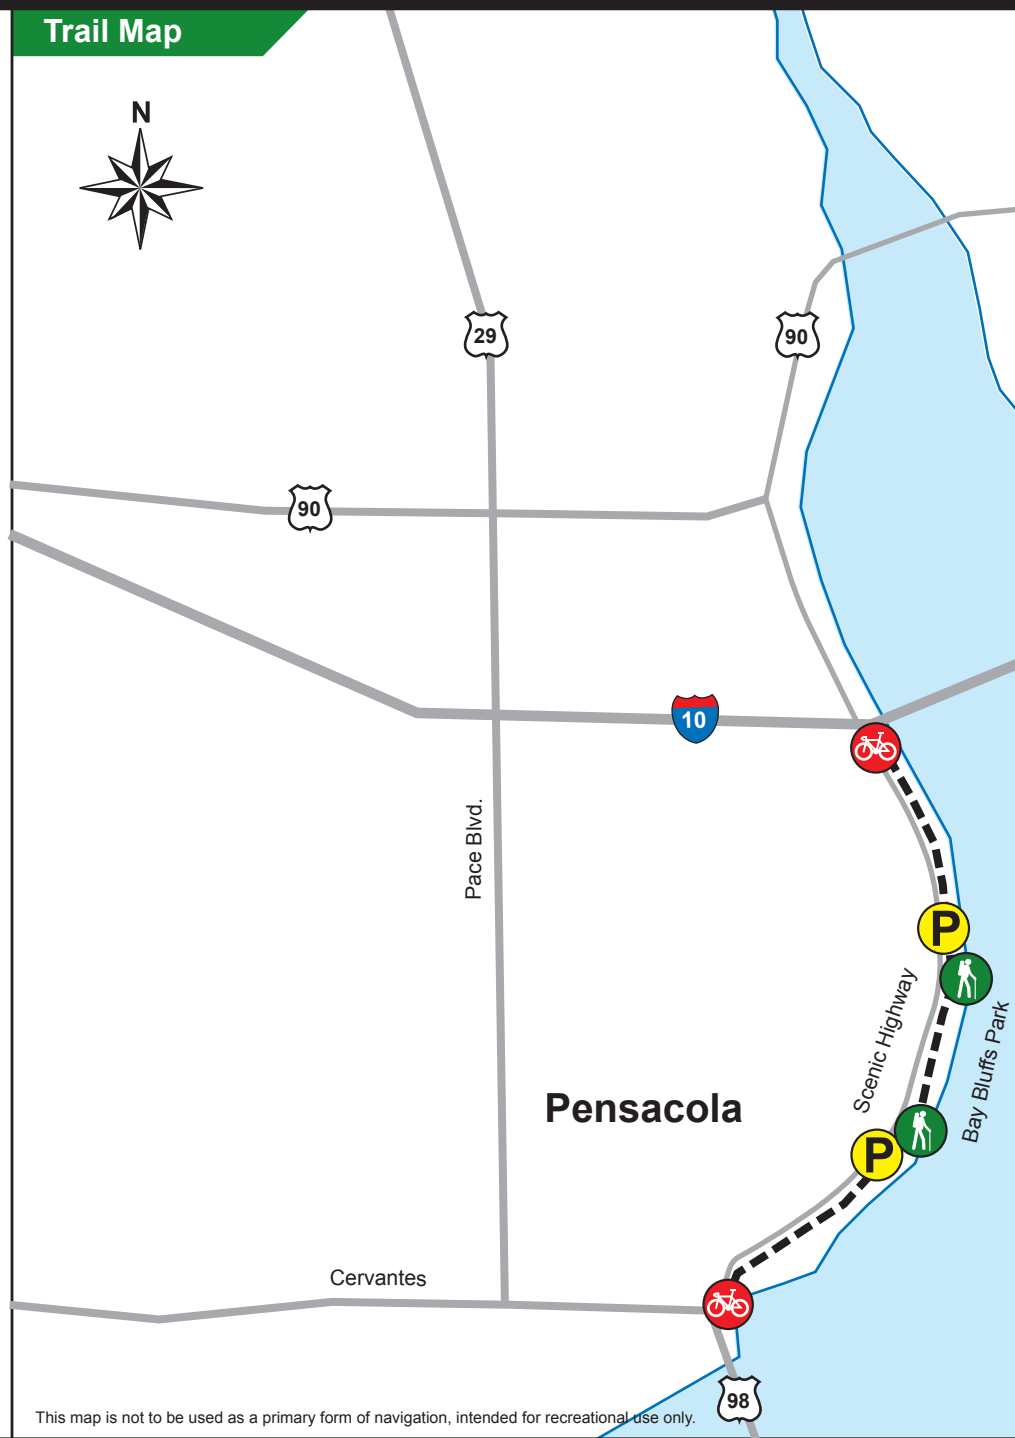 Trail Map
N
29
90
90
10
Pace Blvd.
P
Scenic Highway
Bay Bluffs Park
Pensacola
P
Cervantes
98
This map is not to be used as a primary form of navigation, intended for recreational use only.